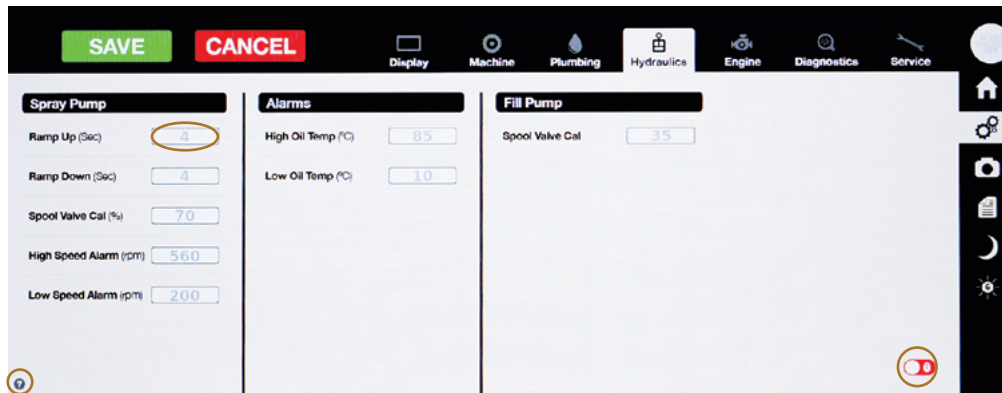 SAVE
CANCEL
Display
Machine
Plumbing
Hydraulics
Engine
Diagnostics
Service
Spray Pump
Ramp Up (Sec) 4
Ramp Down (Sec) 4
Spool Valve Cal (%) 70
High Speed Alarm (rpm) 560
Low Speed Alarm (rpm) 200
Alarms
High Oil Temp (°C) 85
Low Oil Temp (°C) 10
Fill Pump
Spool Valve Cal 35
?